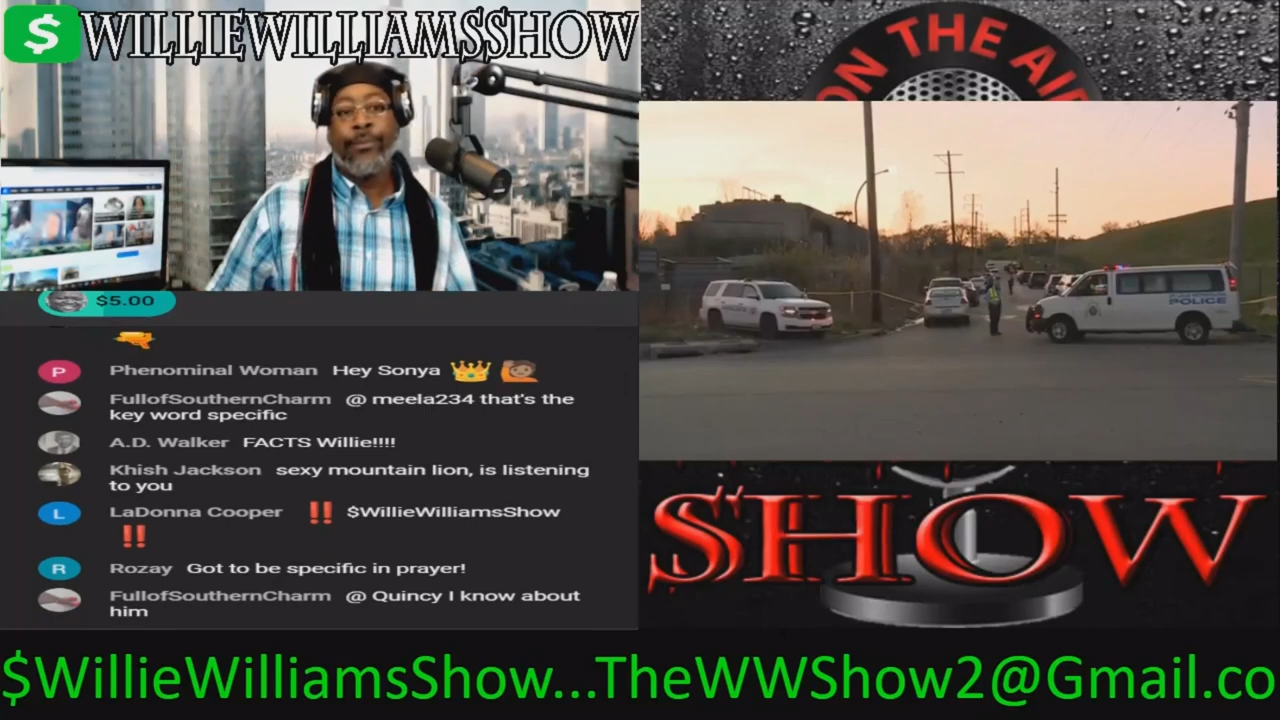 $WILLIEWILLIAMSSHOW
ON THE AIR
$5.00
Phenominal Woman Hey Sonya
FullofSouthernCharm @ meela234 that's the
key word specific
A.D. Walker FACTS Willie!!!!
Khish Jackson sexy mountain lion, is listening
to you
LaDonna Cooper ‼️ $WillieWilliamsShow
‼️
Rozay Got to be specific in prayer!
FullofSouthernCharm @ Quincy I know about
him
P
L
R
POLICE
SHOW
$WillieWilliamsShow...TheWWShow2@Gmail.co